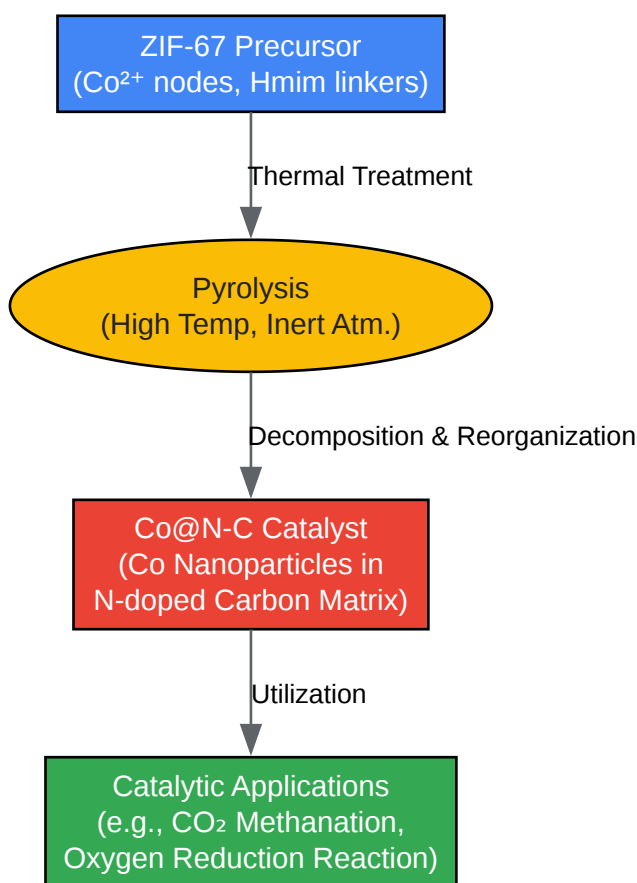 ZIF-67 Precursor
(Co²⁺ nodes, Hmim linkers)
Thermal Treatment
Pyrolysis
(High Temp, Inert Atm.)
Decomposition & Reorganization
Co@N-C Catalyst
(Co Nanoparticles in
N-doped Carbon Matrix)
Utilization
Catalytic Applications
(e.g., CO₂ Methanation,
Oxygen Reduction Reaction)